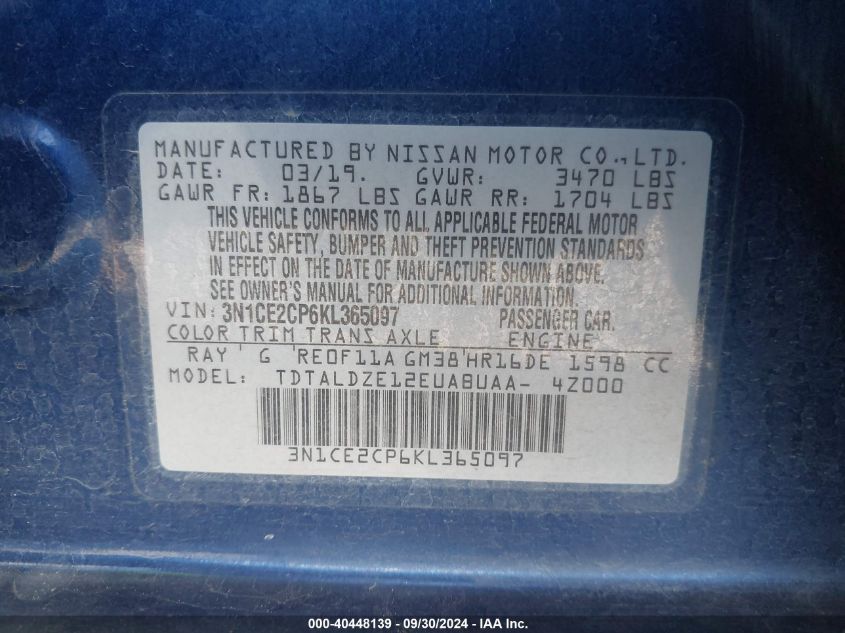 MANUFACTURED BY NISSAN MOTOR CO., LTD.
DATE: 03/19. GVWR: 3470 LBS
GAWR FR: 1867 LBS GAWR RR: 1704 LBS
THIS VEHICLE CONFORMS TO ALL APPLICABLE FEDERAL MOTOR
VEHICLE SAFETY, BUMPER AND THEFT PREVENTION STANDARDS
IN EFFECT ON THE DATE OF MANUFACTURE SHOWN ABOVE.
SEE OWNER'S MANUAL FOR ADDITIONAL INFORMATION.
VIN: 3N1CE2CP6KL365097 PASSENGER CAR.
COLOR TRIM TRANS AXLE ENGINE
RAY ' G 'RE0F11A GM38'HR16DE 1598 CC
MODEL: TDTALDZE12EUA8UAA- 4Z000
3N1CE2CP6KL365097
000-40448139 - 09/30/2024 - IAA Inc.